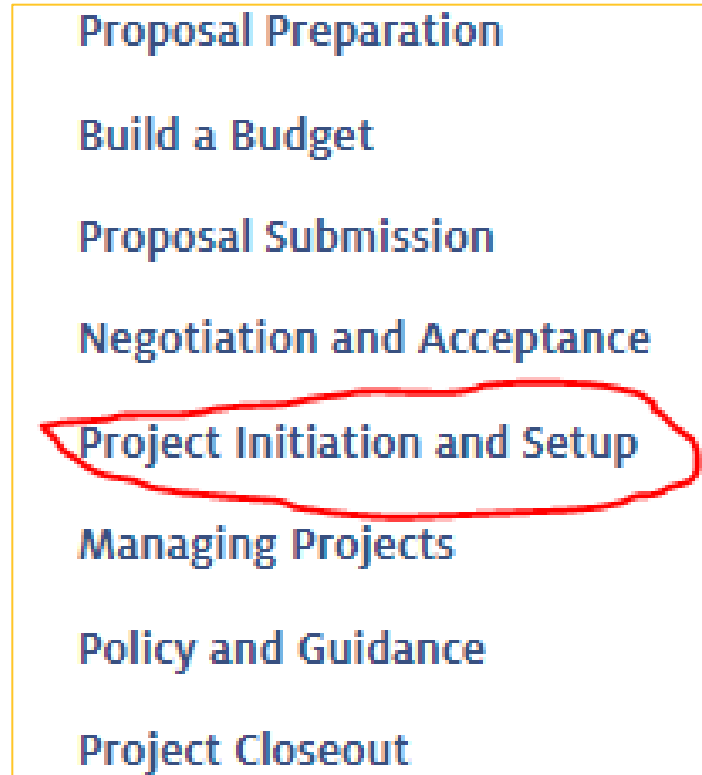 Proposal Preparation
Build a Budget
Proposal Submission
Negotiation and Acceptance
Project Initiation and Setup
Managing Projects
Policy and Guidance
Project Closeout